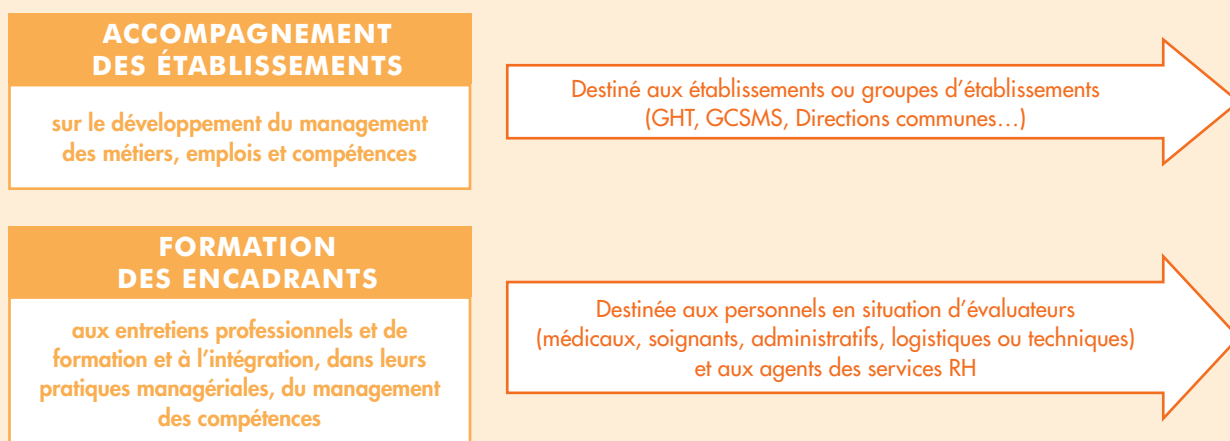 ACCOMPAGNEMENT
DES ÉTABLISSEMENTS
sur le développement du management
des métiers, emplois et compétences
Destiné aux établissements ou groupes d’établissements
(GHT, GCSMS, Directions communes…)
FORMATION
DES ENCADRANTS
aux entretiens professionnels et de
formation et à l’intégration, dans leurs
pratiques managériales, du management
des compétences
Destinée aux personnels en situation d’évaluateurs
(médicaux, soignants, administratifs, logistiques ou techniques)
et aux agents des services RH